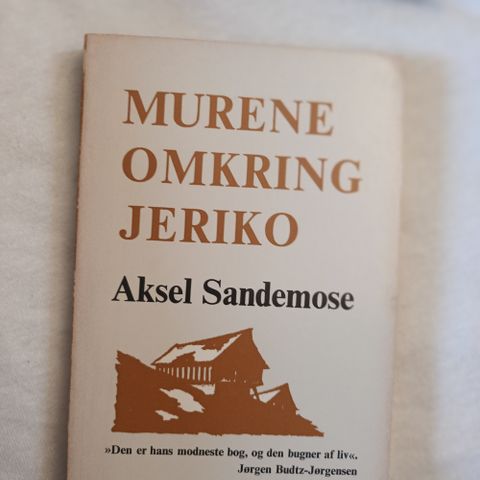 MURENE
OMKRING
JERIKO
Aksel Sandemose
»Den er hans modneste bog, og den bugner af liv«.
Jørgen Budtz-Jørgensen